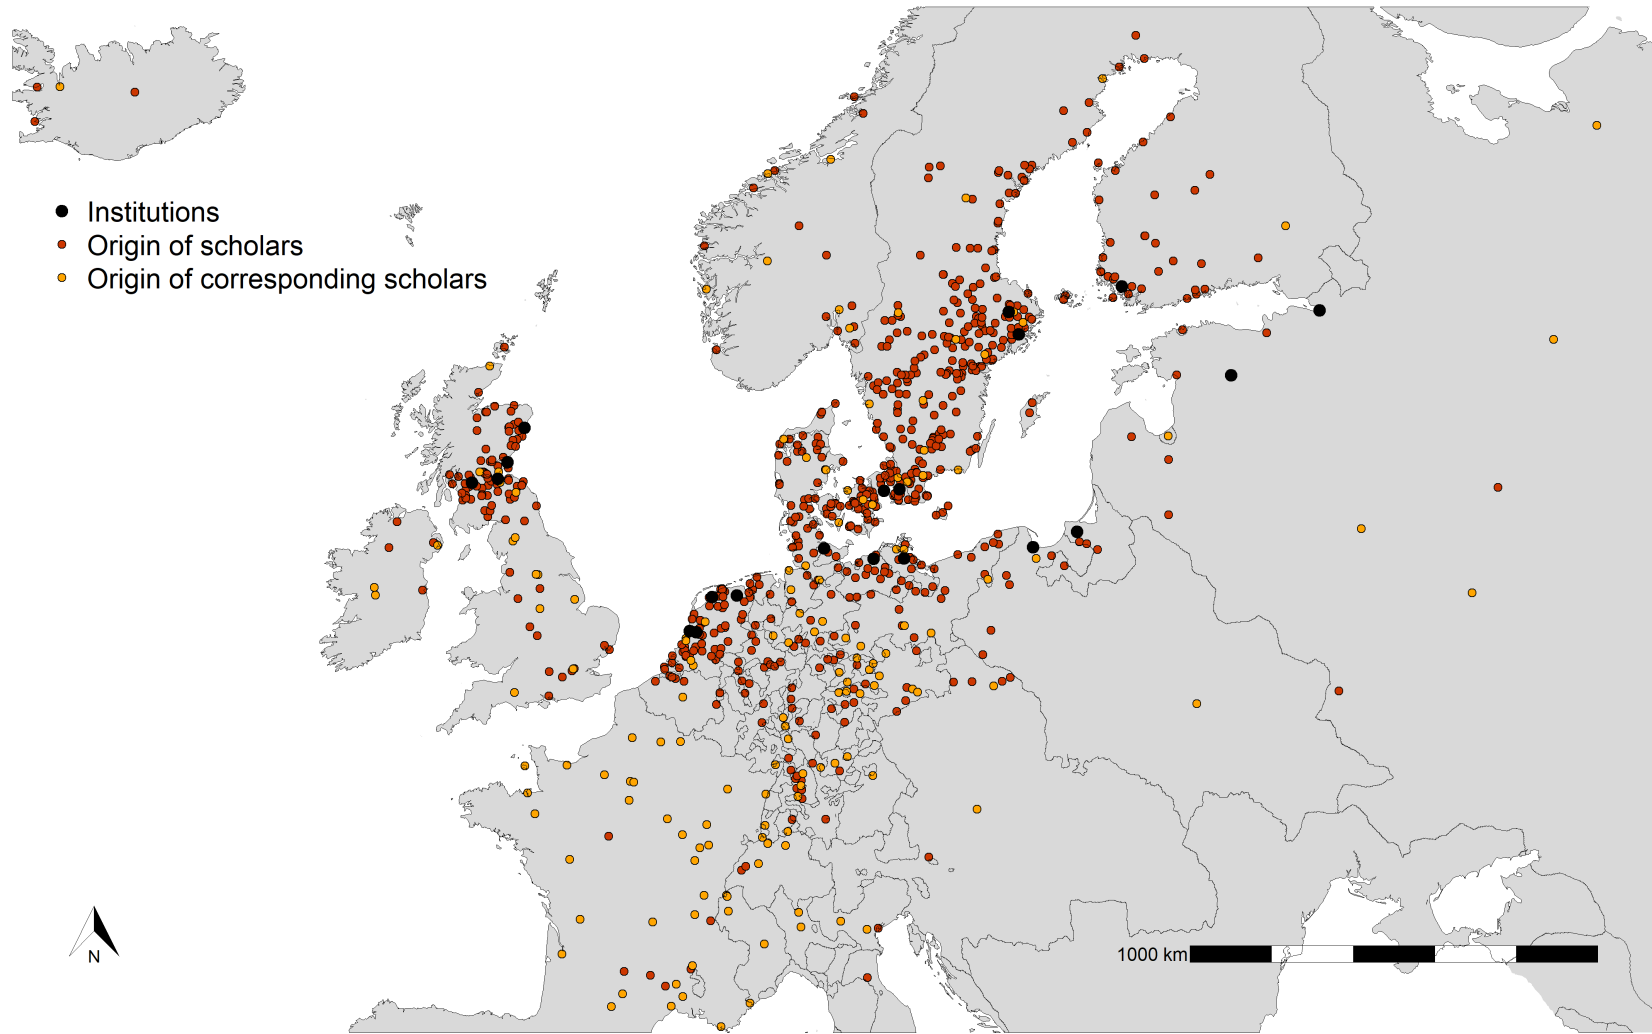 Institutions
Origin of scholars
Origin of corresponding scholars
N
1000 km